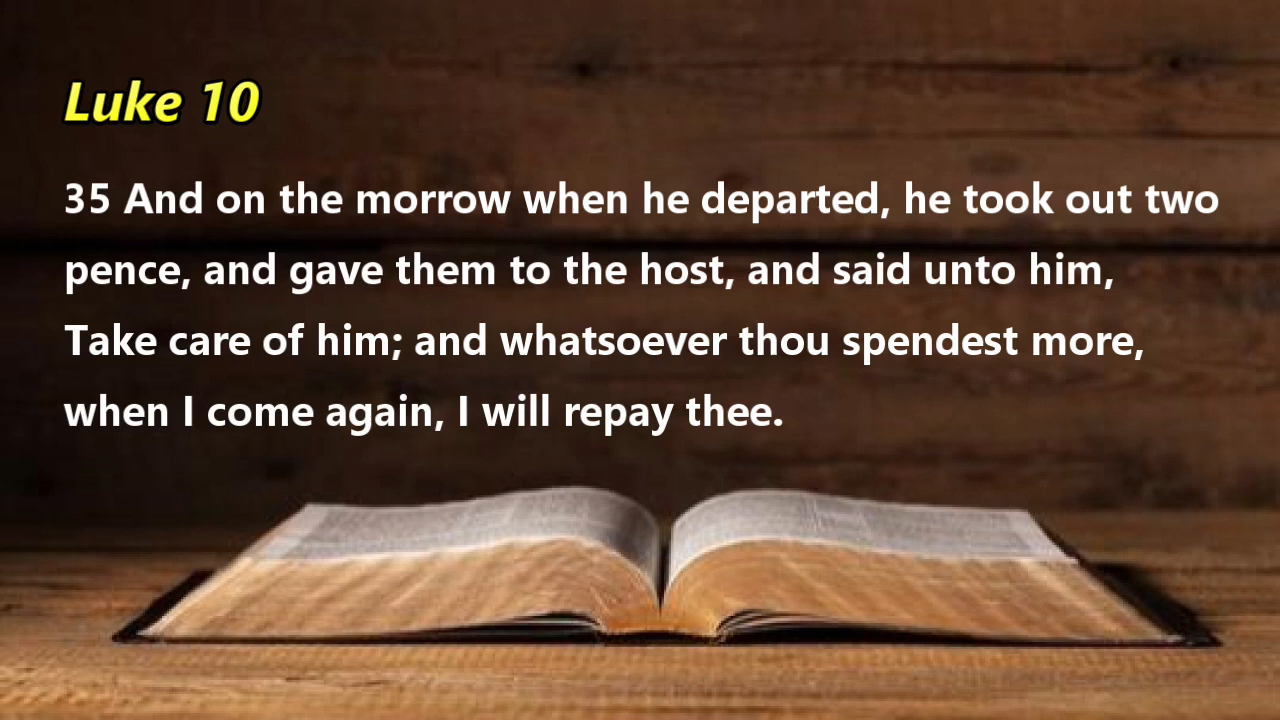 Luke 10
35 And on the morrow when he departed, he took out two
pence, and gave them to the host, and said unto him,
Take care of him; and whatsoever thou spendest more,
when I come again, I will repay thee.